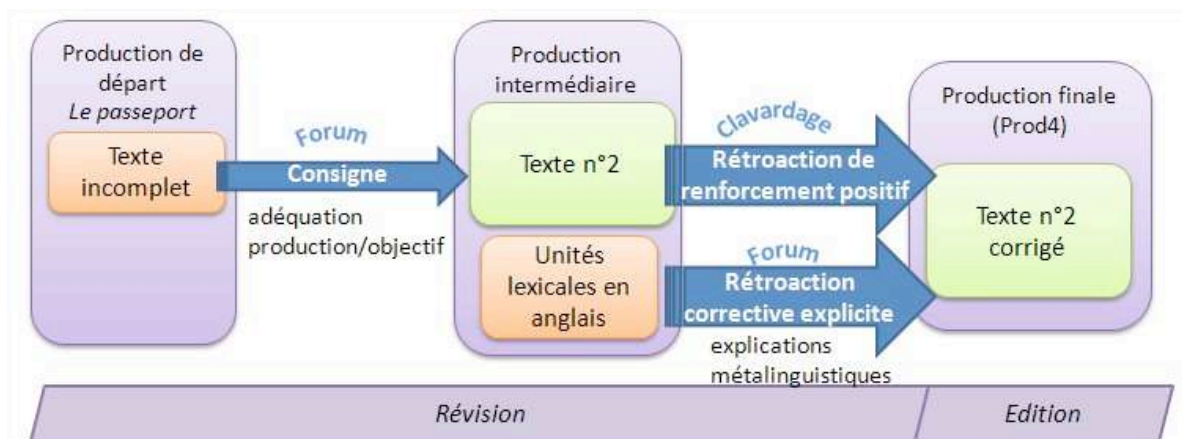 Production de
départ
Le passeport
Texte
incomplet
Forum
Consigne
adéquation
production/objectif
Production
intermédiaire
Texte n°2
Unités
lexicales en
anglais
Clavardage
Rétroaction de
renforcement positif
Forum
Rétroaction
corrective explicite
explications
métalinguistiques
Production finale
(Prod4)
Texte n°2
corrigé
Révision
Edition